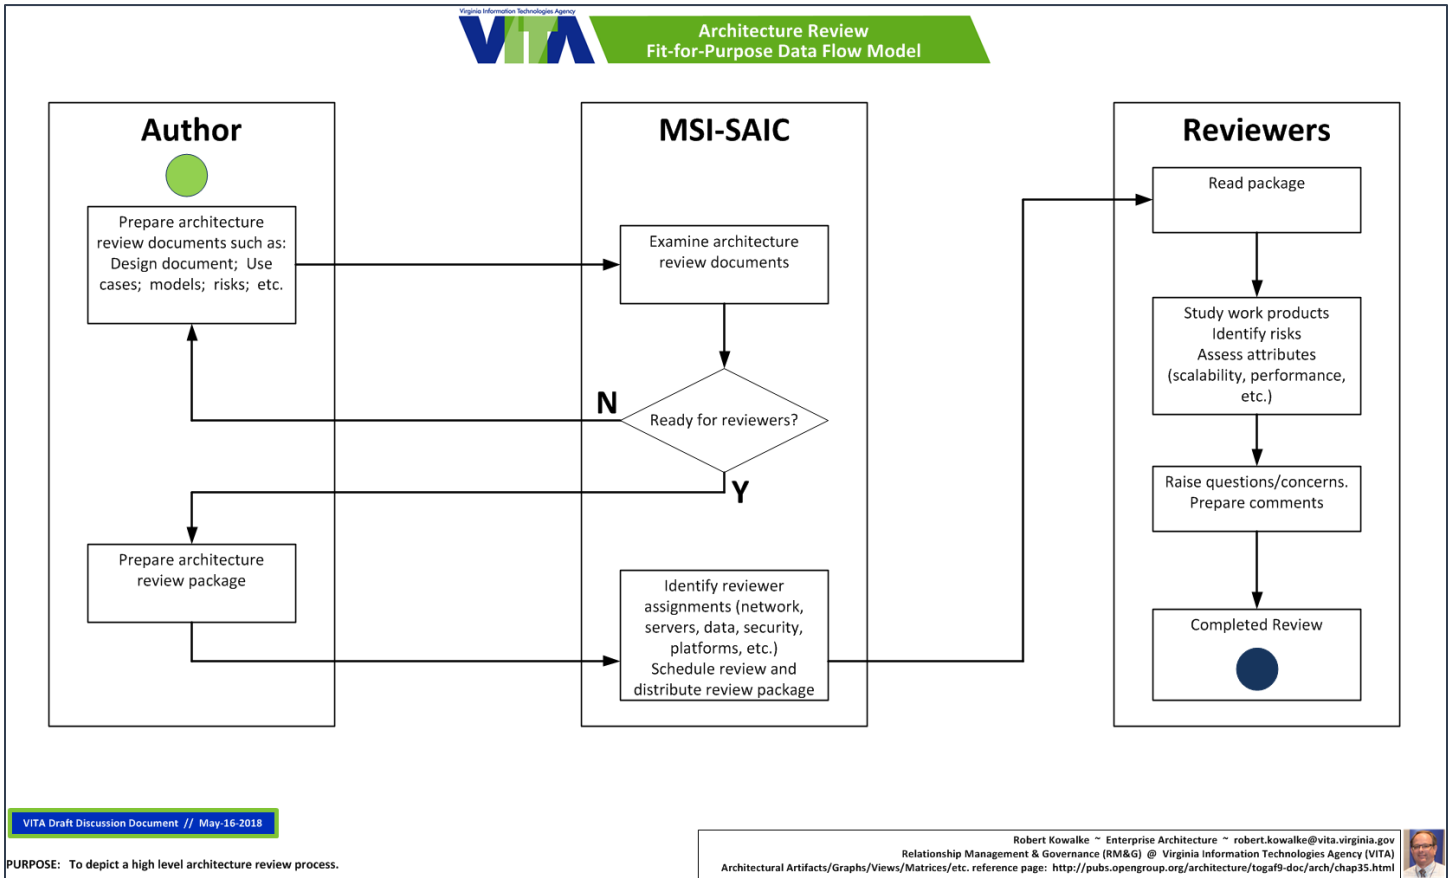 Virginia Information Technologies Agency
VITA
Architecture Review
Fit-for-Purpose Data Flow Model
Author
Prepare architecture
review documents such as:
Design document; Use
cases; models; risks; etc.
Prepare architecture
review package
MSI-SAIC
Examine architecture
review documents
Ready for reviewers?
N
Y
Identify reviewer
assignments (network,
servers, data, security,
platforms, etc.)
Schedule review and
distribute review package
Reviewers
Read package
Study work products
Identify risks
Assess attributes
(scalability, performance,
etc.)
Raise questions/concerns.
Prepare comments
Completed Review
VITA Draft Discussion Document // May-16-2018
PURPOSE: To depict a high level architecture review process.
Robert Kowalke ~ Enterprise Architecture ~ robert.kowalke@vita.virginia.gov
Relationship Management & Governance (RM&G) @ Virginia Information Technologies Agency (VITA)
Architectural Artifacts/Graphs/Views/Matrices/etc. reference page: http://pubs.opengroup.org/architecture/togaf9-doc/arch/chap35.html